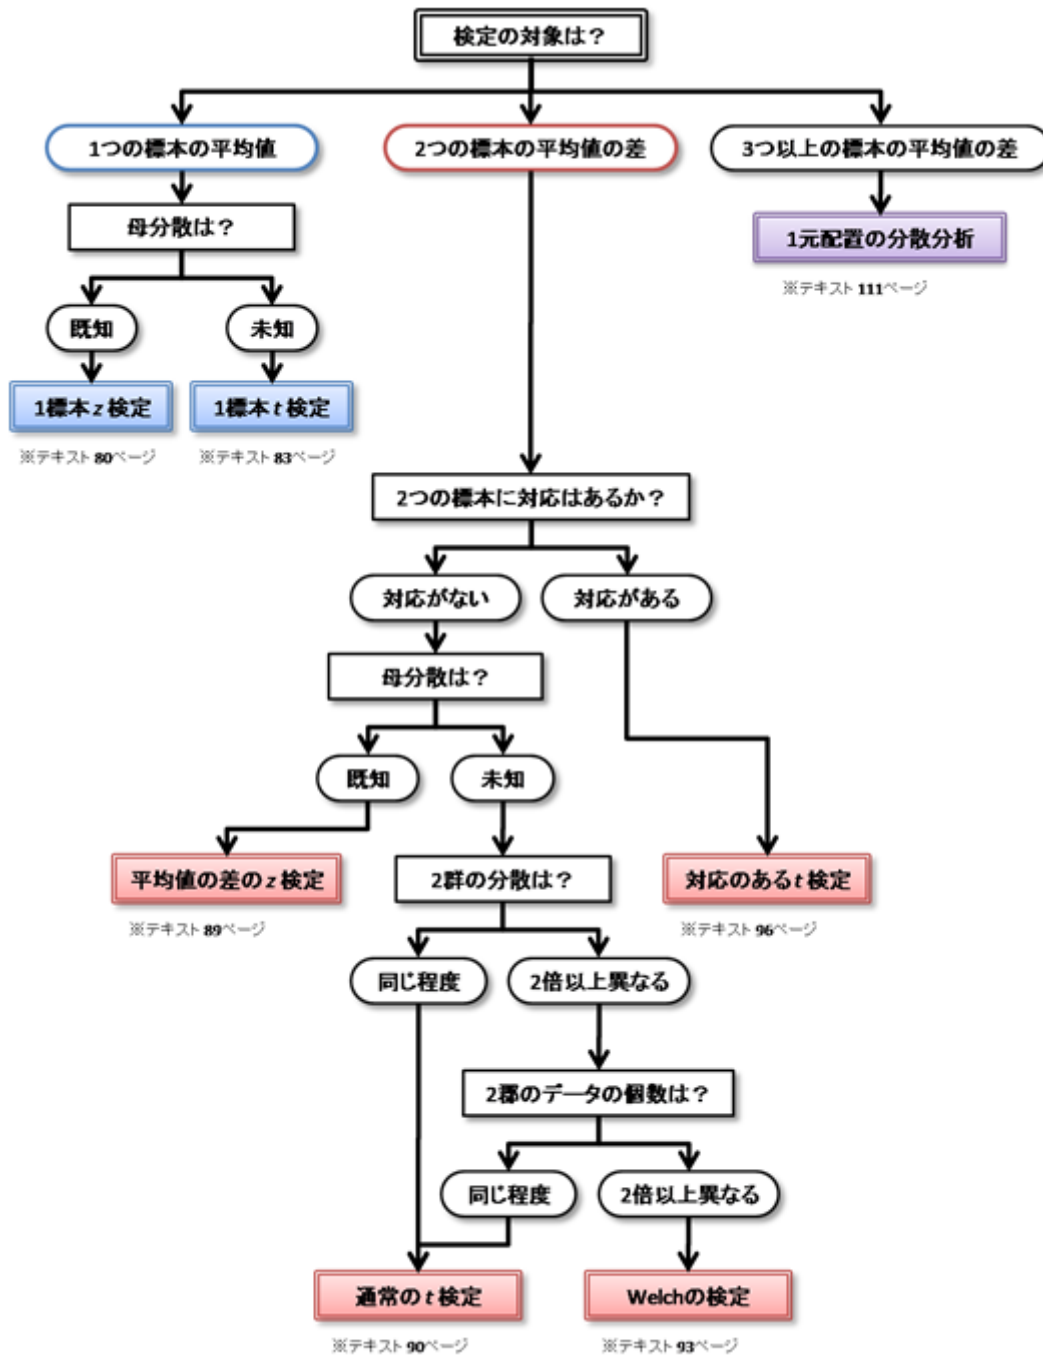 検定の対象は？
1つの標本の平均値
2つの標本の平均値の差
3つ以上の標本の平均値の差
母分散は？
1元配置の分散分析
※テキスト 111ページ
既知
未知
1標本 z 検定
1標本 t 検定
※テキスト 80ページ
※テキスト 83ページ
2つの標本に対応はあるか？
対応がない
対応がある
母分散は？
既知
未知
平均値の差の z 検定
2群の分散は？
対応のある t 検定
※テキスト 89ページ
※テキスト 96ページ
同じ程度
2倍以上異なる
2郡のデータの個数は？
同じ程度
2倍以上異なる
通常の t 検定
Welchの検定
※テキスト 90ページ
※テキスト 93ページ